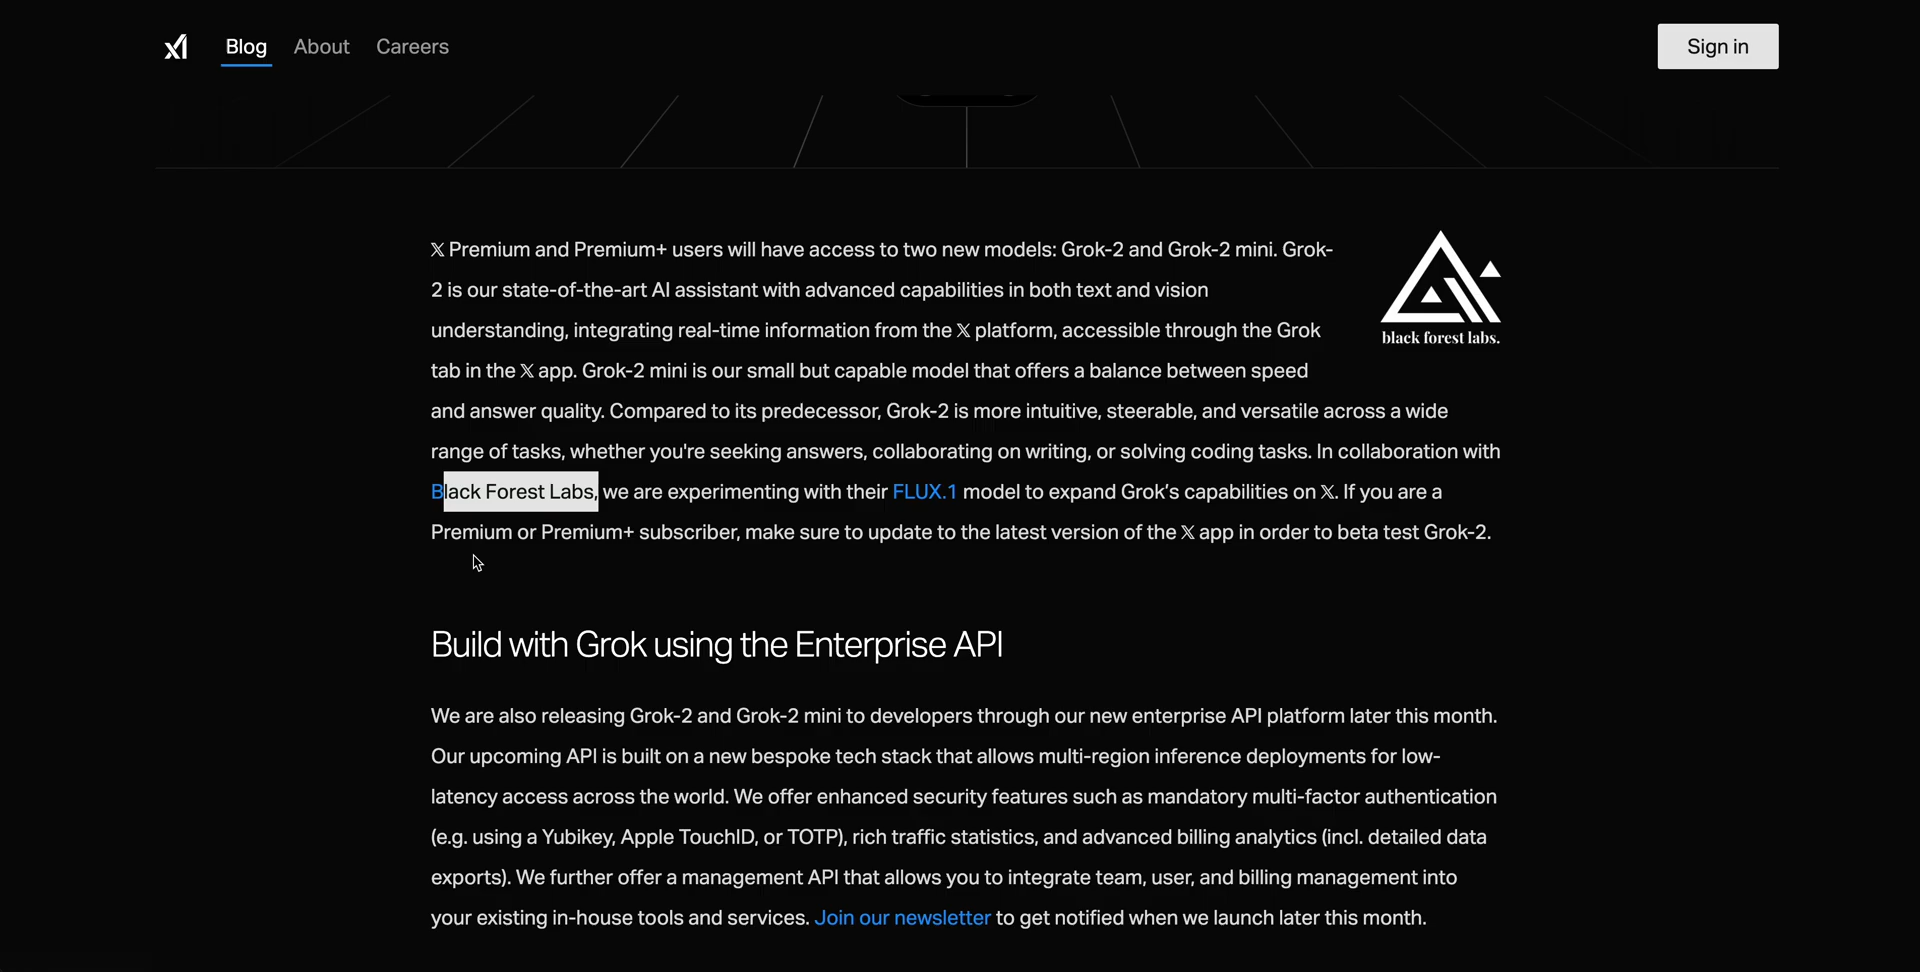 Blog About Careers
Sign in
𝕏 Premium and Premium+ users will have access to two new models: Grok-2 and Grok-2 mini. Grok-
2 is our state-of-the-art AI assistant with advanced capabilities in both text and vision
understanding, integrating real-time information from the 𝕏 platform, accessible through the Grok
tab in the 𝕏 app. Grok-2 mini is our small but capable model that offers a balance between speed
and answer quality. Compared to its predecessor, Grok-2 is more intuitive, steerable, and versatile across a wide
range of tasks, whether you're seeking answers, collaborating on writing, or solving coding tasks. In collaboration with
Black Forest Labs, we are experimenting with their FLUX.1 model to expand Grok’s capabilities on 𝕏. If you are a
Premium or Premium+ subscriber, make sure to update to the latest version of the 𝕏 app in order to beta test Grok-2.
black forest labs.
Build with Grok using the Enterprise API
We are also releasing Grok-2 and Grok-2 mini to developers through our new enterprise API platform later this month.
Our upcoming API is built on a new bespoke tech stack that allows multi-region inference deployments for low-
latency access across the world. We offer enhanced security features such as mandatory multi-factor authentication
(e.g. using a Yubikey, Apple TouchID, or TOTP), rich traffic statistics, and advanced billing analytics (incl. detailed data
exports). We further offer a management API that allows you to integrate team, user, and billing management into
your existing in-house tools and services. Join our newsletter to get notified when we launch later this month.